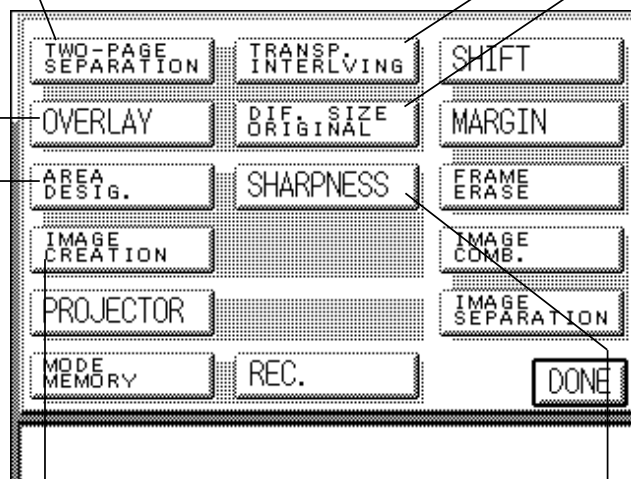 TWO-PAGE
SEPARATION
TRANSP.
INTERLVING
SHIFT
OVERLAY
DIF. SIZE
ORIGINAL
MARGIN
AREA
DESIG.
SHARPNESS
FRAME
ERASE
IMAGE
CREATION
IMAGE
COMB.
PROJECTOR
IMAGE
SEPARATION
MODE
MEMORY
REC.
DONE